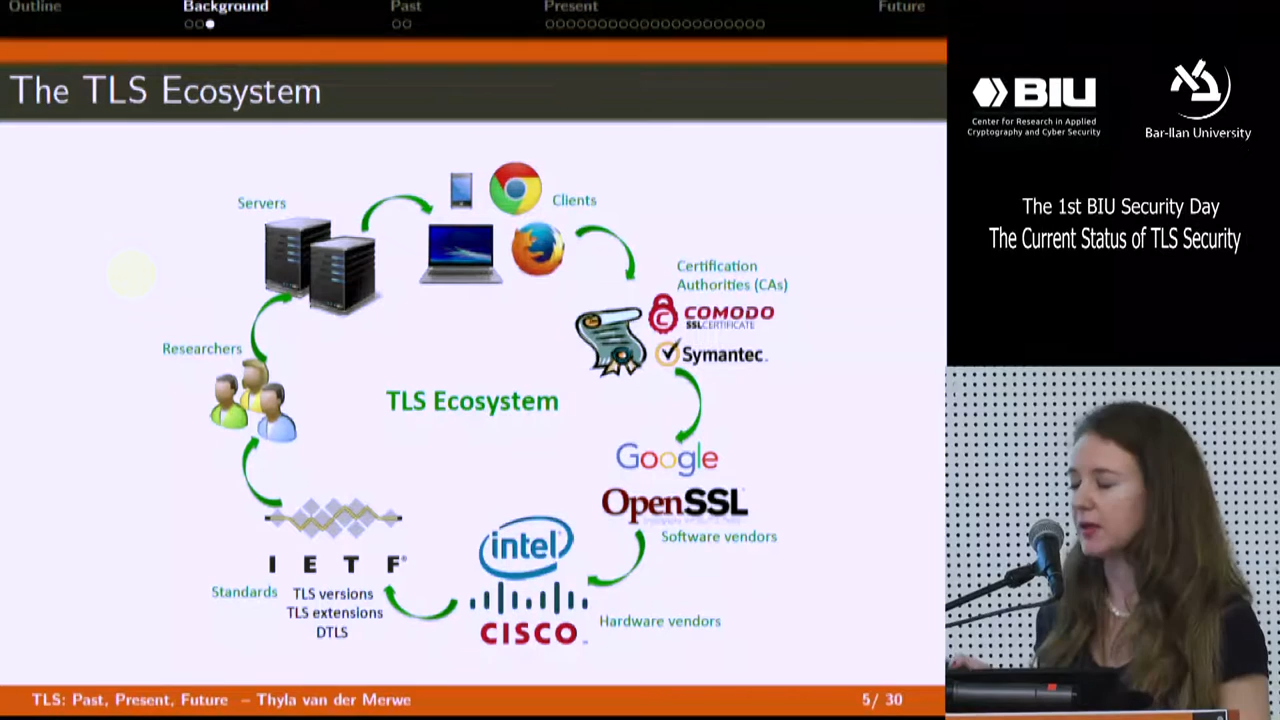 Outline
Background
Past
Present
Future
The TLS Ecosystem
Servers
Clients
Certification
Authorities (CAs)
COMODO
SSLCERTIFICATE
Symantec.
Researchers
TLS Ecosystem
Google
OpenSSL
Software vendors
intel
CISCO
Hardware vendors
I E T F®
Standards
TLS versions
TLS extensions
DTLS
TLS: Past, Present, Future – Thyla van der Merwe
5/ 30
BIU
Center for Research in Applied
Cryptography and Cyber Security
Bar-Ilan University
The 1st BIU Security Day
The Current Status of TLS Security